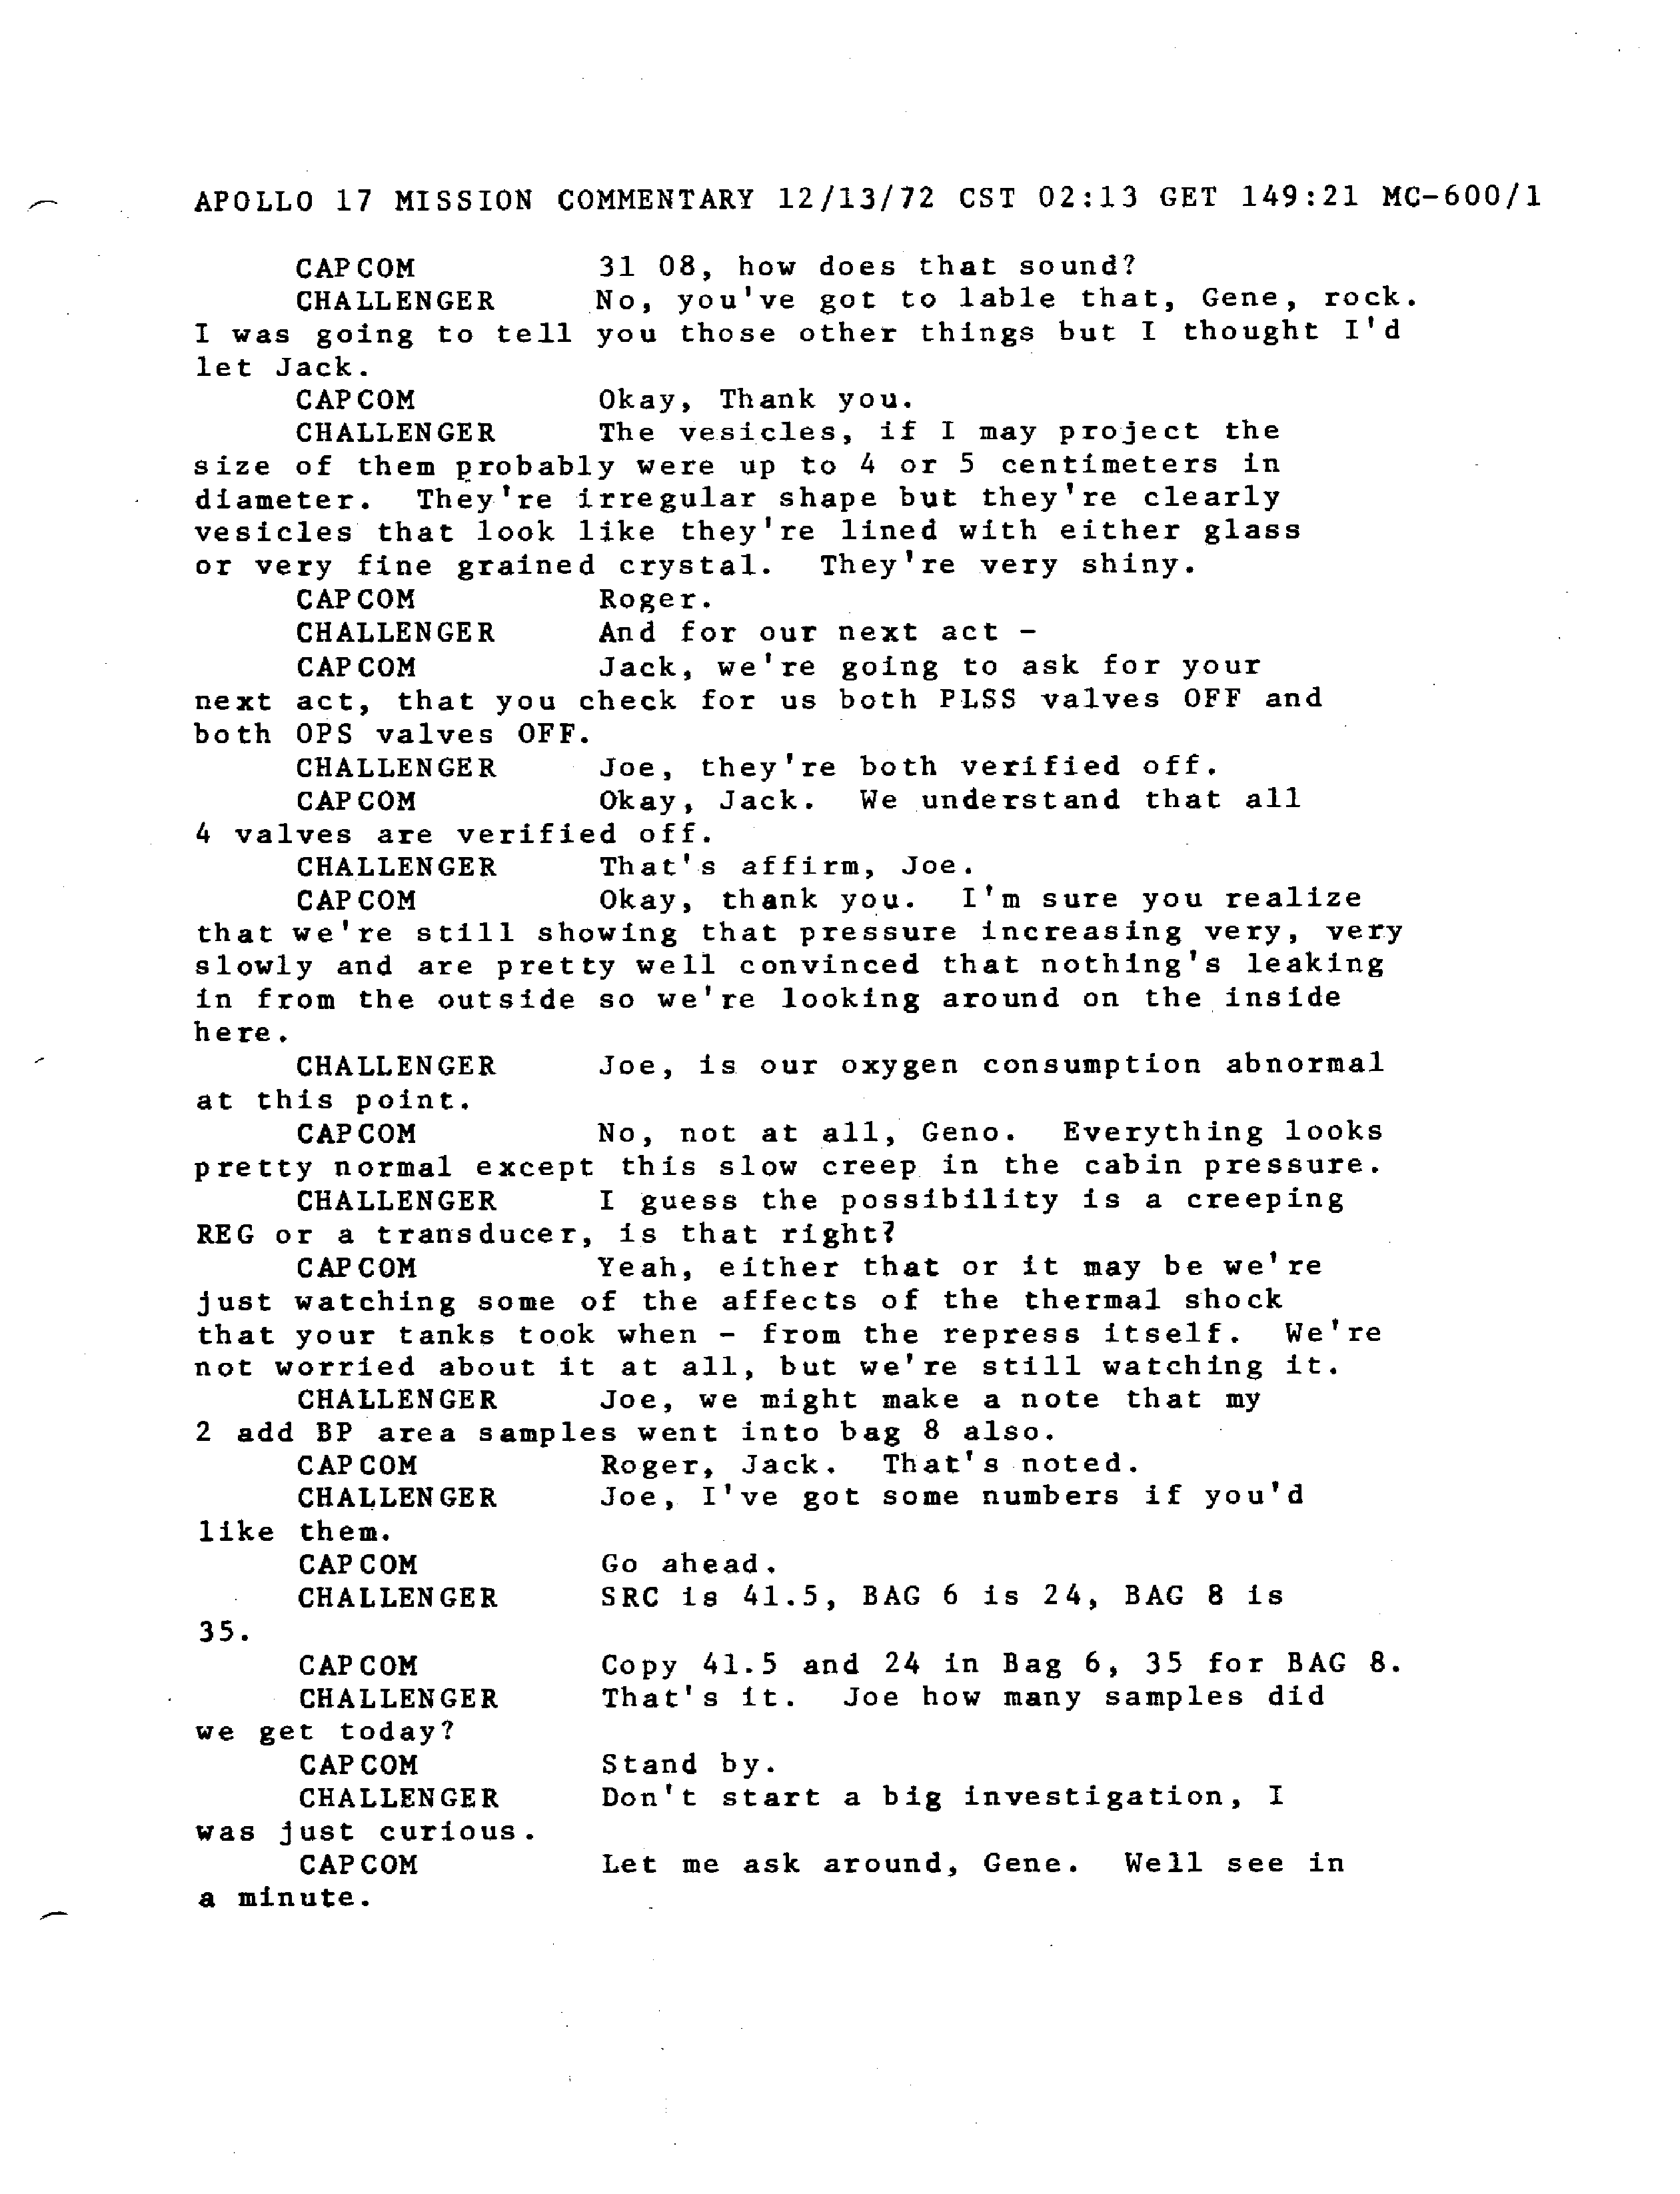 APOLLO 17 MISSION COMMENTARY 12/13/72 CST 02:13 GET 149:21 MC-600/1
CAPCOM 31 08, how does that sound?
CHALLENGER No, you've got to lable that, Gene, rock.
I was going to tell you those other things but I thought I'd
let Jack.
CAPCOM Okay, Thank you.
CHALLENGER The vesicles, if I may project the
size of them probably were up to 4 or 5 centimeters in
diameter. They're irregular shape but they're clearly
vesicles that look like they're lined with either glass
or very fine grained crystal. They're very shiny.
CAPCOM Roger.
CHALLENGER And for our next act -
CAPCOM Jack, we're going to ask for your
next act, that you check for us both PLSS valves OFF and
both OPS valves OFF.
CHALLENGER Joe, they're both verified off.
CAPCOM Okay, Jack. We understand that all
4 valves are verified off.
CHALLENGER That's affirm, Joe.
CAPCOM Okay, thank you. I'm sure you realize
that we're still showing that pressure increasing very, very
slowly and are pretty well convinced that nothing's leaking
in from the outside so we're looking around on the inside
here.
CHALLENGER Joe, is our oxygen consumption abnormal
at this point.
CAPCOM No, not at all, Geno. Everything looks
pretty normal except this slow creep in the cabin pressure.
CHALLENGER I guess the possibility is a creeping
REG or a transducer, is that right?
CAPCOM Yeah, either that or it may be we're
just watching some of the affects of the thermal shock
that your tanks took when - from the repress itself. We're
not worried about it at all, but we're still watching it.
CHALLENGER Joe, we might make a note that my
2 add BP area samples went into bag 8 also.
CAPCOM Roger, Jack. That's noted.
CHALLENGER Joe, I've got some numbers if you'd
like them.
CAPCOM Go ahead.
CHALLENGER SRC is 41.5, BAG 6 is 24, BAG 8 is
35.
CAPCOM Copy 41.5 and 24 in Bag 6, 35 for BAG 8.
CHALLENGER That's it. Joe how many samples did
we get today?
CAPCOM Stand by.
CHALLENGER Don't start a big investigation, I
was just curious.
CAPCOM Let me ask around, Gene. Well see in
a minute.